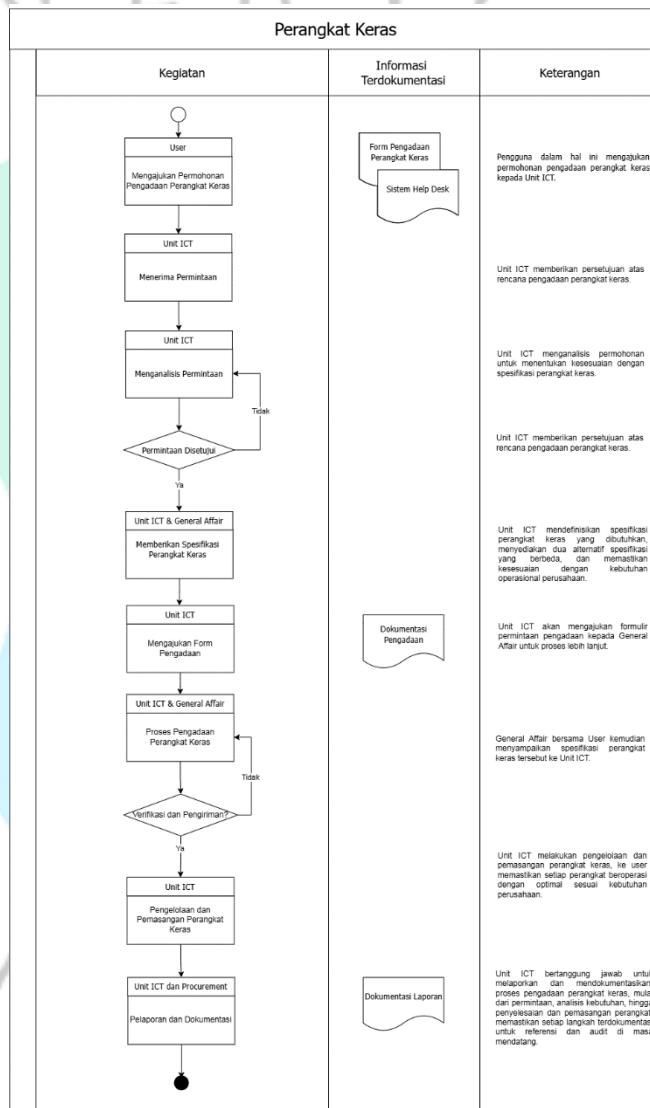 Perangkat Keras
Kegiatan
Informasi
Terdokumentasi
Keterangan
User
Mengajukan Permohonan
Pengadaan Perangkat Keras
Form Pengadaan
Perangkat Keras
Sistem Help Desk
Pengguna dalam hal ini mengajukan
permohonan pengadaan perangkat keras
kepada Unit ICT.
Unit ICT
Menerima Permintaan
Unit ICT memberikan persetujuan atas
rencana pengadaan perangkat keras.
Unit ICT
Menganalisis Permintaan
Unit ICT menganalisis permohonan
untuk menentukan kesesuaian dengan
spesifikasi perangkat keras.
Tidak
Permintaan Disetujui
Unit ICT memberikan persetujuan atas
rencana pengadaan perangkat keras.
Ya
Unit ICT & General Affair
Memberikan Spesifikasi
Perangkat Keras
Unit ICT mendefinisikan spesifikasi
perangkat keras yang dibutuhkan,
menyediakan dua alternatif spesifikasi
yang berbeda, dan memastikan
kesesuaian dengan kebutuhan
operasional perusahaan.
Unit ICT
Mengajukan Form
Pengadaan
Dokumentasi
Pengadaan
Unit ICT akan mengajukan formulir
permintaan pengadaan kepada General
Affair untuk proses lebih lanjut.
Unit ICT & General Affair
Proses Pengadaan
Perangkat Keras
General Affair bersama User kemudian
menyampaikan spesifikasi perangkat
keras tersebut ke Unit ICT.
Tidak
Verifikasi dan Pengiriman?
Ya
Unit ICT
Pengelolaan dan
Pemasangan Perangkat
Keras
Unit ICT melakukan pengelolaan dan
pemasangan perangkat keras, ke user
memastikan setiap perangkat beroperasi
dengan optimal sesuai kebutuhan
perusahaan.
Unit ICT dan Procurement
Pelaporan dan Dokumentasi
Dokumentasi Laporan
Unit ICT bertanggung jawab untu
melaporkan dan mendokumentasikan
proses pengadaan perangkat keras, mula
dari permintaan, analisis kebutuhan, hingga
penyelesaian dan pemasangan perangkat
memastikan setiap langkah terdokumentas
untuk referensi dan audit di masa
mendatang.